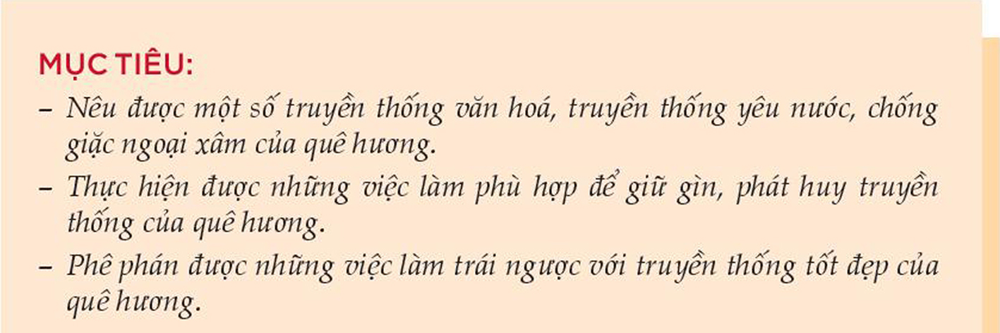 MỤC TIÊU:
– Nêu được một số truyền thống văn hoá, truyền thống yêu nước, chống
giặc ngoại xâm của quê hương.
– Thực hiện được những việc làm phù hợp để giữ gìn, phát huy truyền
thống của quê hương.
– Phê phán được những việc làm trái ngược với truyền thống tốt đẹp của
quê hương.